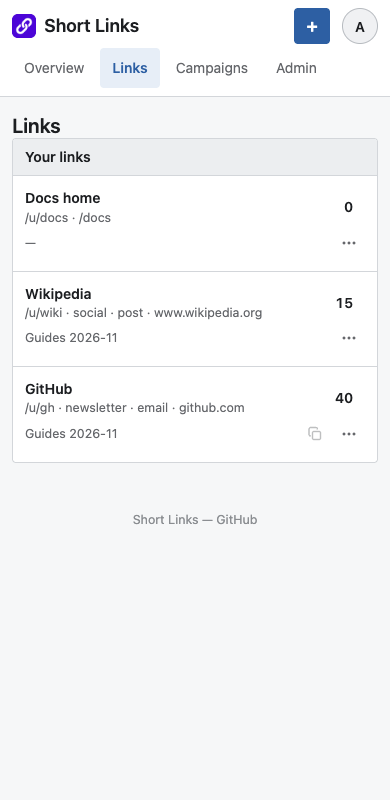 Short Links
+
A
Overview
Links
Campaigns
Admin
Links
Your links
Docs home
0
/u/docs · /docs
—
Wikipedia
15
/u/wiki · social · post · www.wikipedia.org
Guides 2026-11
GitHub
40
/u/gh · newsletter · email · github.com
Guides 2026-11
Short Links — GitHub